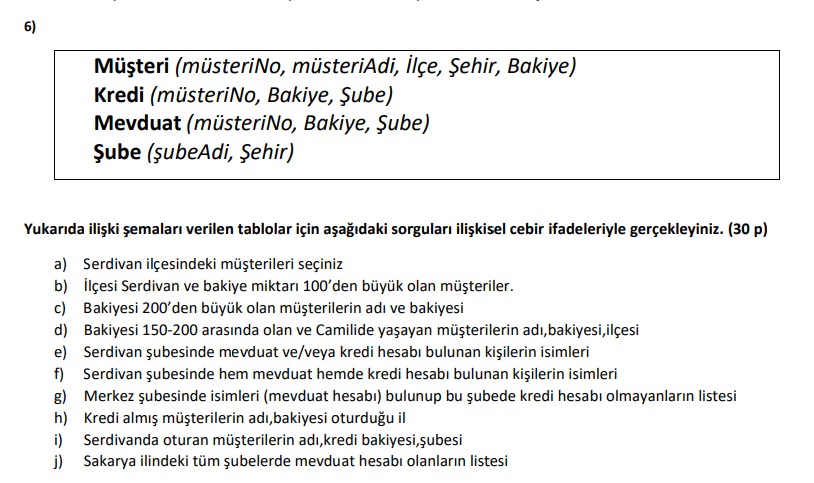 6)
Müşteri (müsteriNo, müsteriAdi, İlçe, Şehir, Bakiye)
Kredi (müsteriNo, Bakiye, Şube)
Mevduat (müsteriNo, Bakiye, Şube)
Şube (şubeAdi, Şehir)
Yukarıda ilişki şemaları verilen tablolar için aşağıdaki sorguları ilişkisel cebir ifadeleriyle gerçekleyiniz. (30 p)
a) Serdivan ilçesindeki müşterileri seçiniz
b) İlçesi Serdivan ve bakiye miktarı 100’den büyük olan müşteriler.
c) Bakiyesi 200’den büyük olan müşterilerin adı ve bakiyesi
d) Bakiyesi 150-200 arasında olan ve Camilide yaşayan müşterilerin adı,bakiyesi,ilçesi
e) Serdivan şubesinde mevduat ve/veya kredi hesabı bulunan kişilerin isimleri
f) Serdivan şubesinde hem mevduat hemde kredi hesabı bulunan kişilerin isimleri
g) Merkez şubesinde isimleri (mevduat hesabı) bulunup bu şubede kredi hesabı olmayanların listesi
h) Kredi almış müşterilerin adı,bakiyesi oturduğu il
i) Serdivanda oturan müşterilerin adı,kredi bakiyesi,şubesi
j) Sakarya ilindeki tüm şubelerde mevduat hesabı olanların listesi